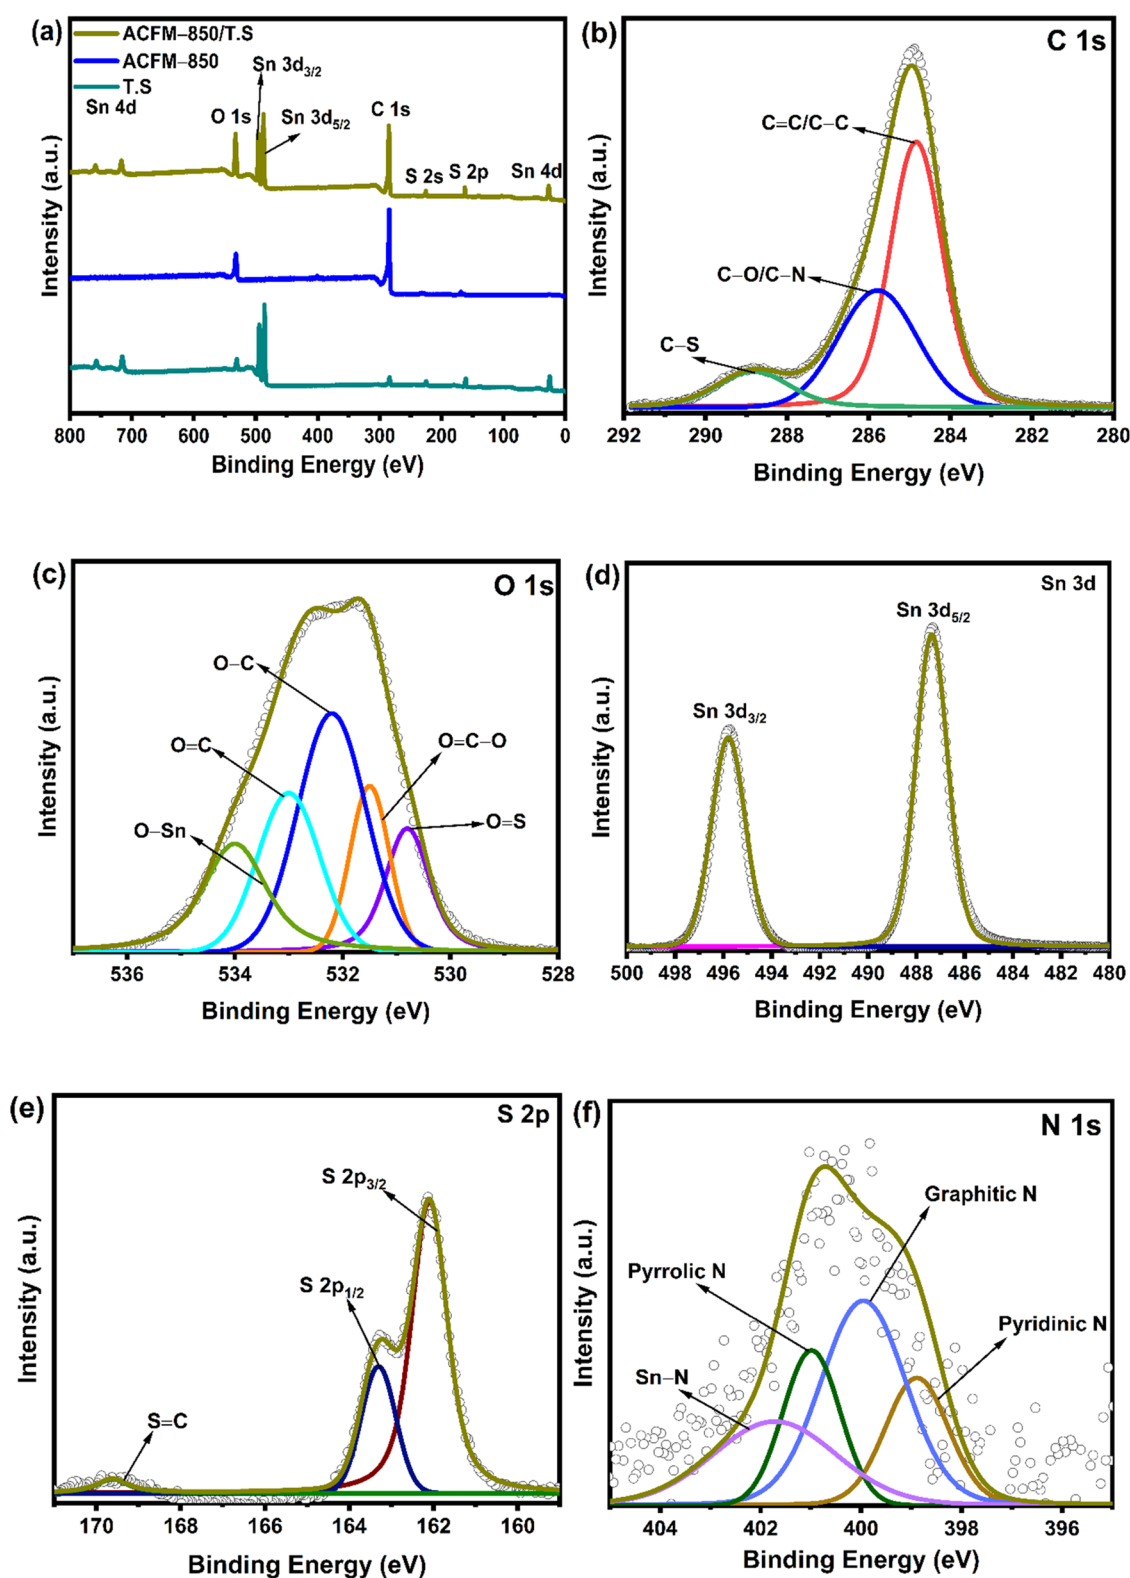 (a)
ACFM–850/T.S
ACFM–850
T.S
Sn 4d
Sn 3d3/2
O 1s
Sn 3d5/2
C 1s
S 2s
S 2p
Sn 4d
Intensity (a.u.)
800 700 600 500 400 300 200 100 0
Binding Energy (eV)
(b)
C 1s
C=C/C–C
C–O/C–N
C–S
Intensity (a.u.)
292 290 288 286 284 282 280
Binding Energy (eV)
(c)
O 1s
O–C
O=C
O–Sn
O=C–O
O=S
Intensity (a.u.)
536 534 532 530 528
Binding Energy (eV)
(d)
Sn 3d
Sn 3d5/2
Sn 3d3/2
Intensity (a.u.)
500 498 496 494 492 490 488 486 484 482 480
Binding Energy (eV)
(e)
S 2p
S 2p3/2
S 2p1/2
S=C
Intensity (a.u.)
170 168 166 164 162 160
Binding Energy (eV)
(f)
N 1s
Graphitic N
Pyrrolic N
Pyridinic N
Sn–N
Intensity (a.u.)
404 402 400 398 396
Binding Energy (eV)